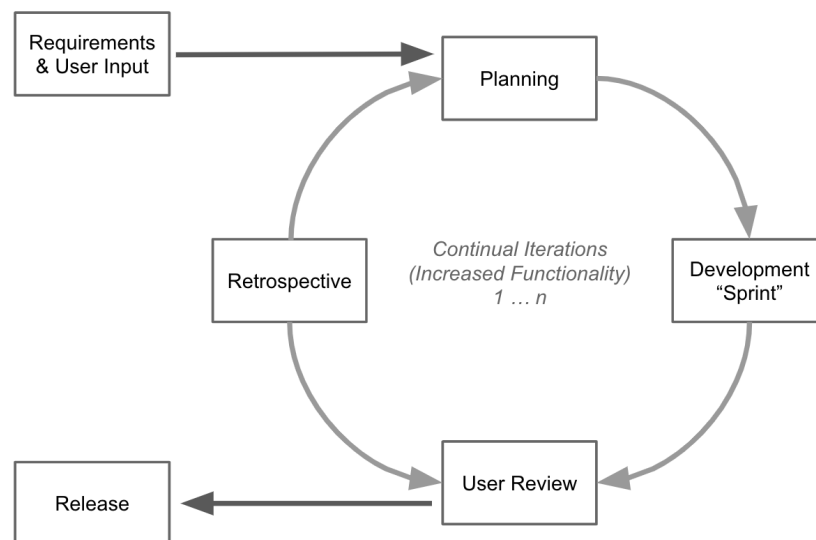 Requirements
& User Input
Planning
Retrospective
Continual Iterations
(Increased Functionality)
1 … n
Development
“Sprint”
User Review
Release